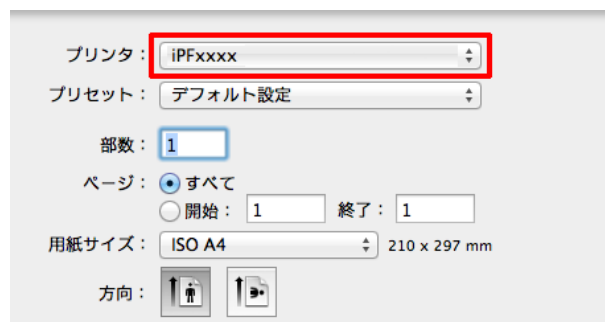 プリンタ： iPFxxxx
プリセット： デフォルト設定
部数： 1
ページ： すべて
開始： 1 終了： 1
用紙サイズ： ISO A4 210 x 297 mm
方向：